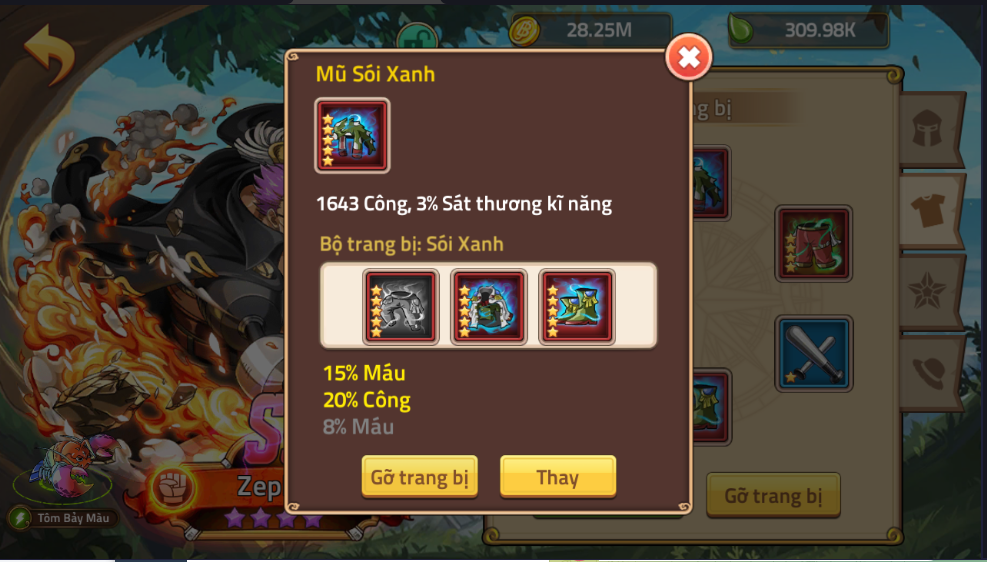 28.25M
309.98K
Mũ Sói Xanh
1643 Công, 3% Sát thương kĩ năng
Bộ trang bị: Sói Xanh
15% Máu
20% Công
8% Máu
Gỡ trang bị
Thay
ng bị
Gỡ trang bị
Zep
Tôm Bảy Màu